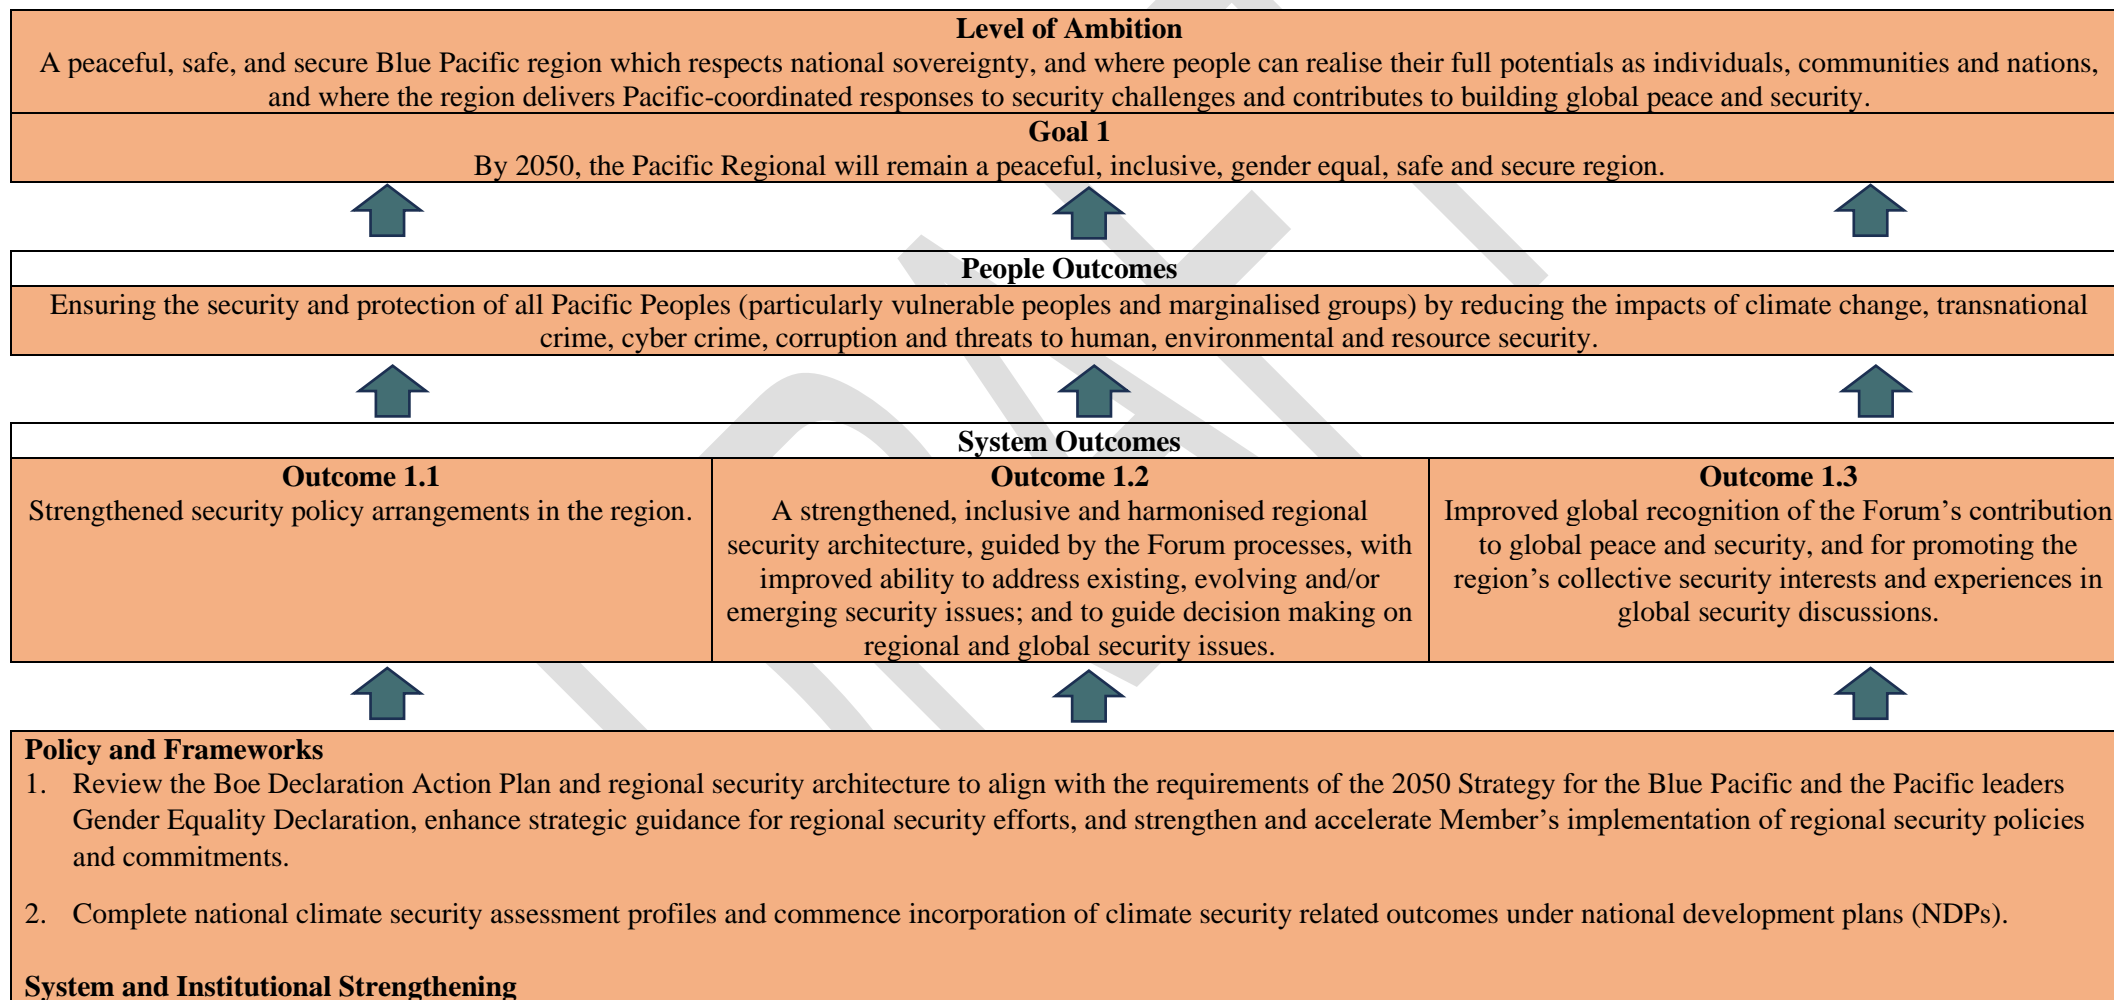 Level of Ambition
A peaceful, safe, and secure Blue Pacific region which respects national sovereignty, and where people can realise their full potentials as individuals, communities and nations,
and where the region delivers Pacific-coordinated responses to security challenges and contributes to building global peace and security.
Goal 1
By 2050, the Pacific Regional will remain a peaceful, inclusive, gender equal, safe and secure region.
People Outcomes
Ensuring the security and protection of all Pacific Peoples (particularly vulnerable peoples and marginalised groups) by reducing the impacts of climate change, transnational
crime, cyber crime, corruption and threats to human, environmental and resource security.
System Outcomes
Outcome 1.1
Strengthened security policy arrangements in the region.
Outcome 1.2
A strengthened, inclusive and harmonised regional
security architecture, guided by the Forum processes, with
improved ability to address existing, evolving and/or
emerging security issues; and to guide decision making on
regional and global security issues.
Outcome 1.3
Improved global recognition of the Forum’s contribution
to global peace and security, and for promoting the
region’s collective security interests and experiences in
global security discussions.
Policy and Frameworks
1. Review the Boe Declaration Action Plan and regional security architecture to align with the requirements of the 2050 Strategy for the Blue Pacific and the Pacific leaders
Gender Equality Declaration, enhance strategic guidance for regional security efforts, and strengthen and accelerate Member’s implementation of regional security policies
and commitments.
2. Complete national climate security assessment profiles and commence incorporation of climate security related outcomes under national development plans (NDPs).
System and Institutional Strengthening